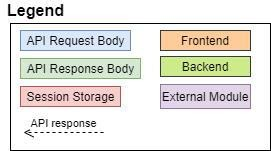 Legend
API Request Body
Frontend
API Response Body
Backend
Session Storage
External Module
API response